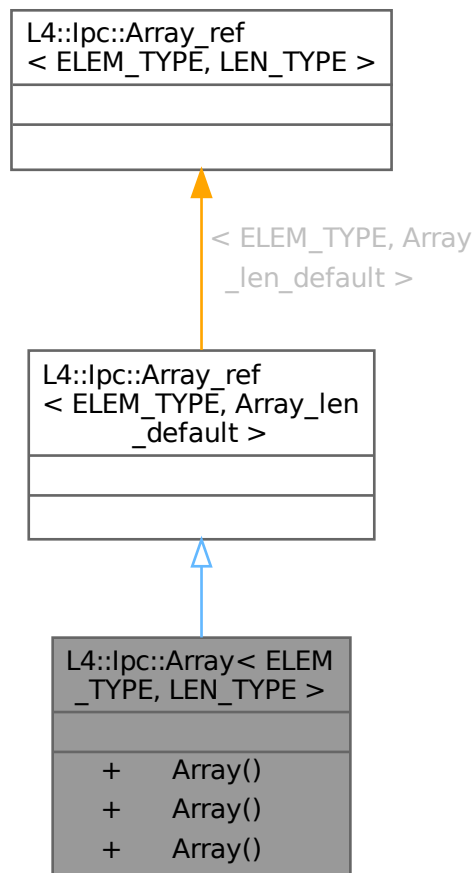 L4::Ipc::Array_ref
< ELEM_TYPE, LEN_TYPE >
< ELEM_TYPE, Array
_len_default >
L4::Ipc::Array_ref
< ELEM_TYPE, Array_len
_default >
L4::Ipc::Array< ELEM
_TYPE, LEN_TYPE >
+ Array()
+ Array()
+ Array()